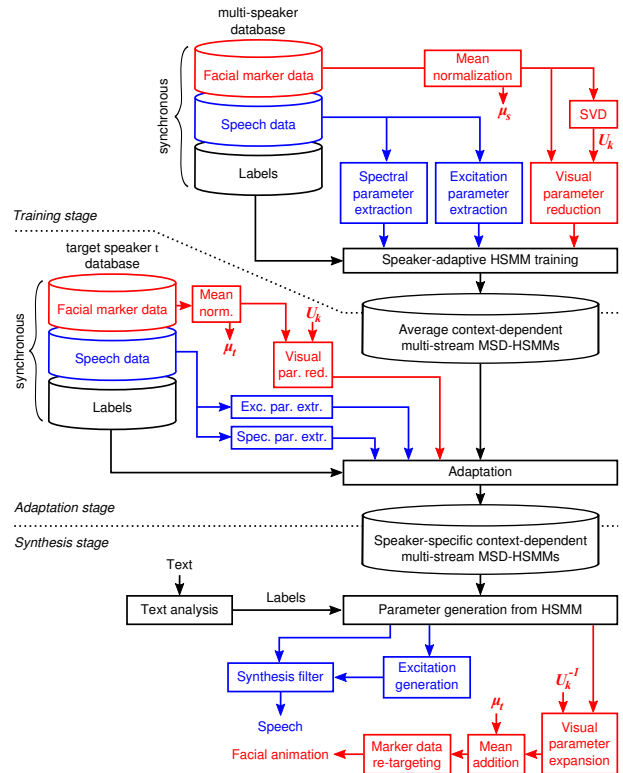 multi-speaker
database
synchronous
Facial marker data
Speech data
Labels
Mean
normalization
μs
SVD
Uk
Spectral
parameter
extraction
Excitation
parameter
extraction
Visual
parameter
reduction
Training stage
Speaker-adaptive HSMM training
target speaker t
database
synchronous
Facial marker data
Speech data
Labels
Mean
norm.
μt
Uk
Visual
par. red.
Average context-dependent
multi-stream MSD-HSMMs
Exc. par. extr.
Spec. par. extr.
Adaptation
Adaptation stage
Synthesis stage
Speaker-specific context-dependent
multi-stream MSD-HSMMs
Text
Text analysis
Labels
Parameter generation from HSMM
Synthesis filter
Excitation
generation
Speech
Uk-1
μt
Visual
parameter
expansion
Mean
addition
Marker data
re-targeting
Facial animation